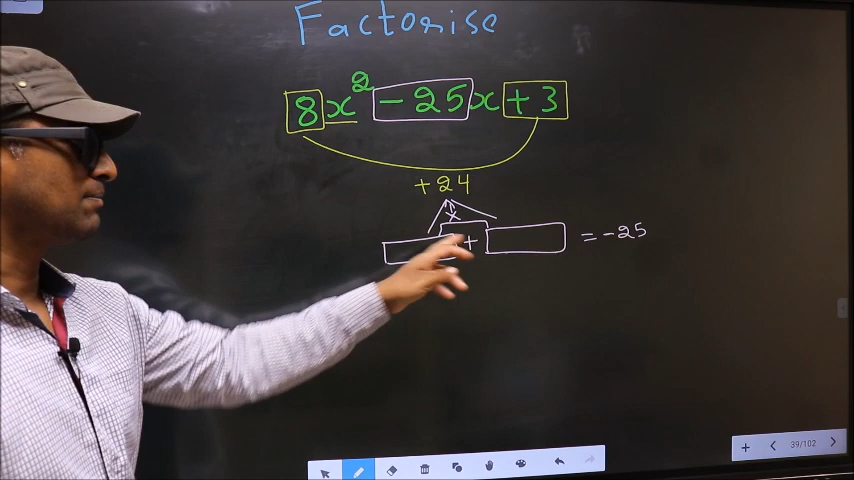 Factorise
8x² - 25x + 3
+24
x
+ = -25
39/102